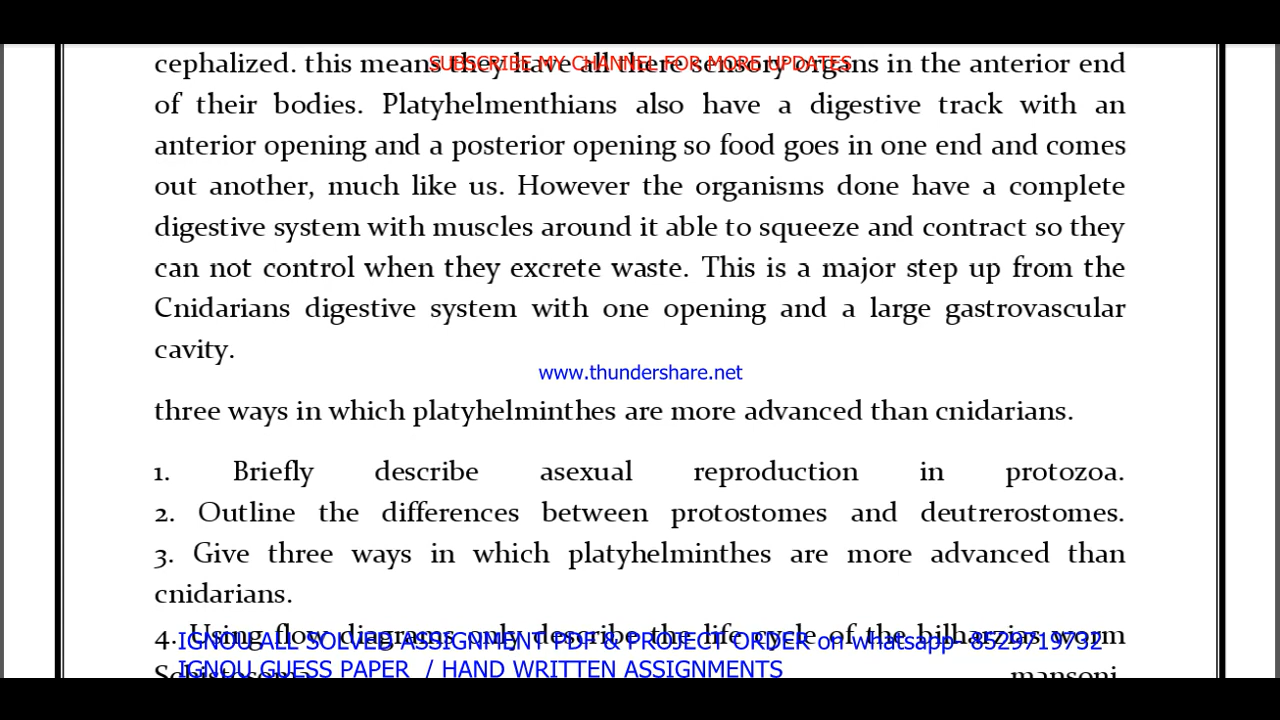 cephalized. this means they have all there sensory organs in the anterior end
SUBSCRIBE MY CHANNEL FOR MORE UPDATES
of their bodies. Platyhelmenthians also have a digestive track with an
anterior opening and a posterior opening so food goes in one end and comes
out another, much like us. However the organisms done have a complete
digestive system with muscles around it able to squeeze and contract so they
can not control when they excrete waste. This is a major step up from the
Cnidarians digestive system with one opening and a large gastrovascular
cavity.
www.thundershare.net
three ways in which platyhelminthes are more advanced than cnidarians.
1. Briefly describe asexual reproduction in protozoa.
2. Outline the differences between protostomes and deutrerostomes.
3. Give three ways in which platyhelminthes are more advanced than
cnidarians.
4. Using flow diagrams only describe the life cycle of the bilharzias worm
IGNOU ALL SOLVED ASSIGNMENT PDF & PROJECT ORDER on whatsapp- 8529719732
Schistosoma mansoni.
IGNOU GUESS PAPER / HAND WRITTEN ASSIGNMENTS